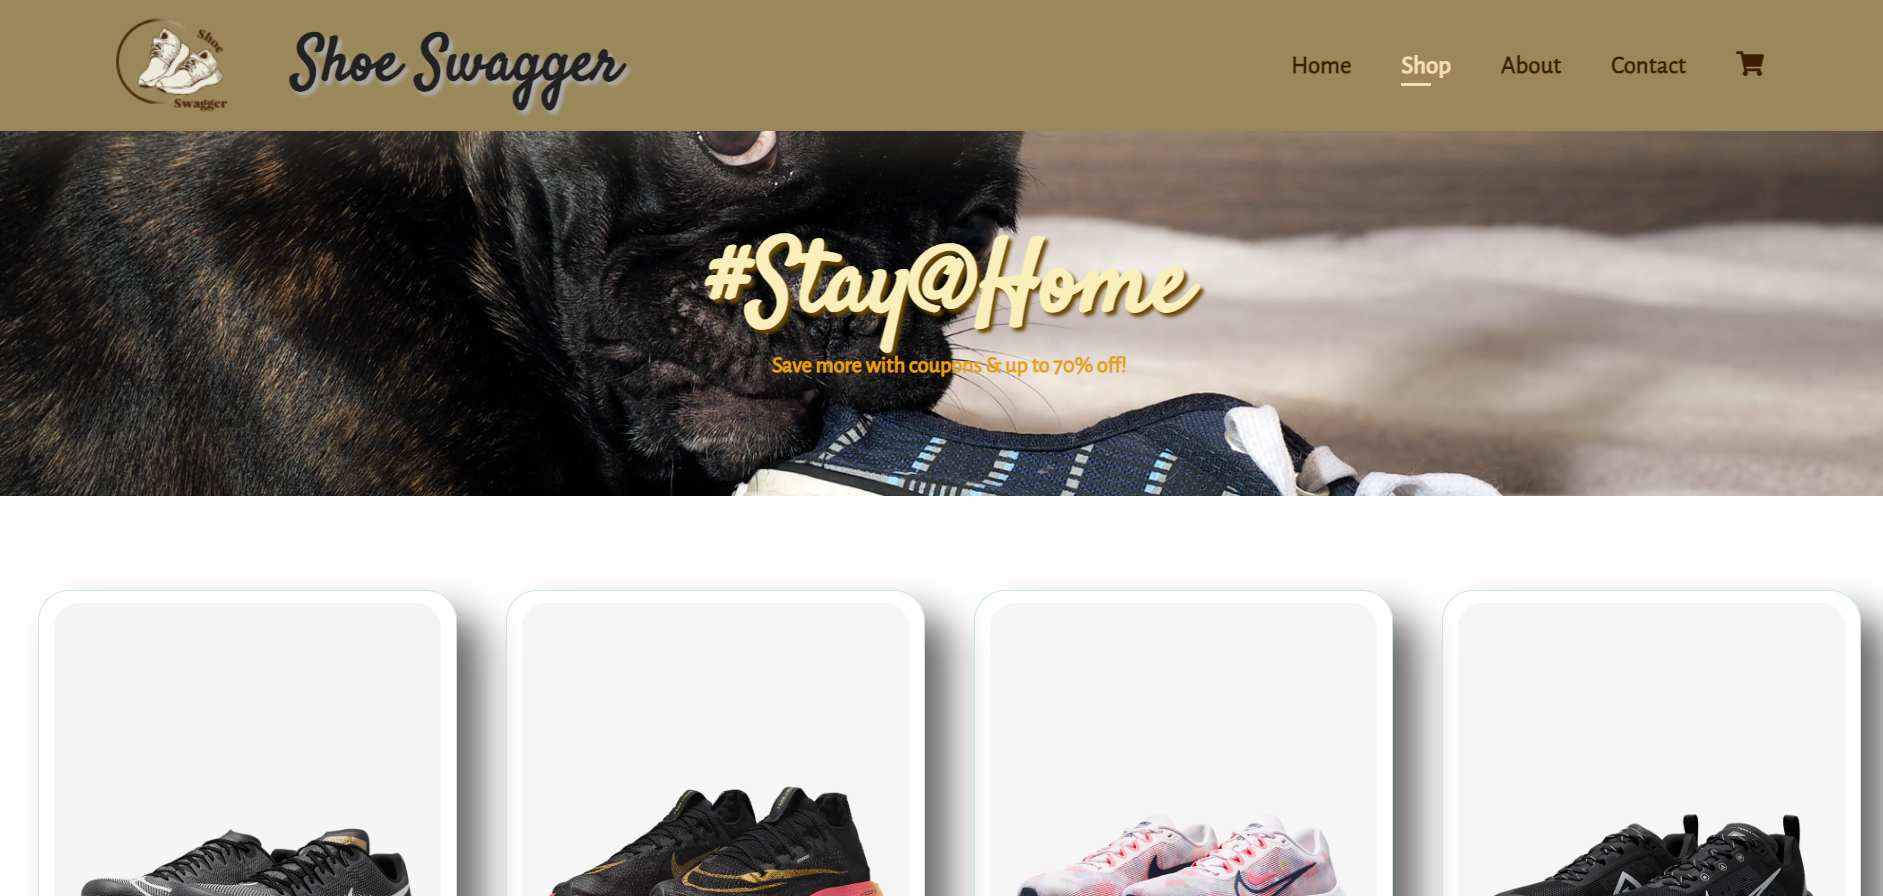 Shoe
Swagger
Shoe Swagger
Home
Shop
About
Contact
#Stay@Home
Save more with coupons & up to 70% off!